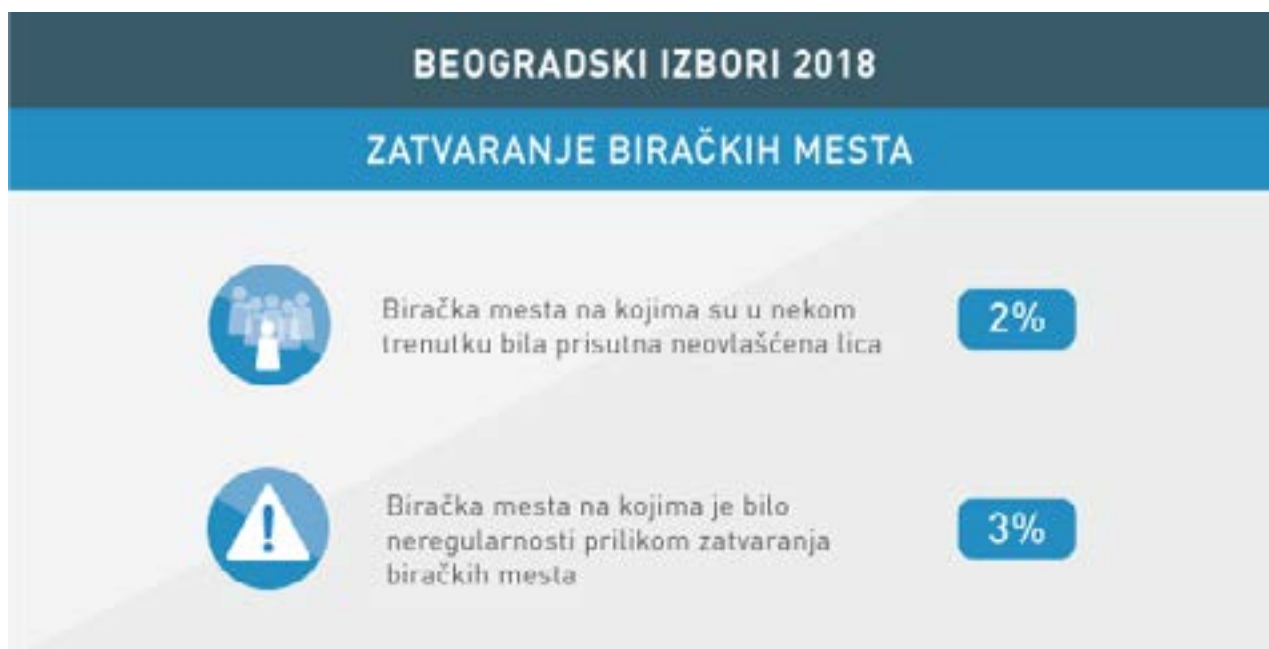 BEOGRADSKI IZBORI 2018
ZATVARANJE BIRAČKIH MESTA
Biračka mesta na kojima su u nekom
trenutku bila prisutna neovlašćena lica
2%
Biračka mesta na kojima je bilo
neregularnosti prilikom zatvaranja
biračkih mesta
3%